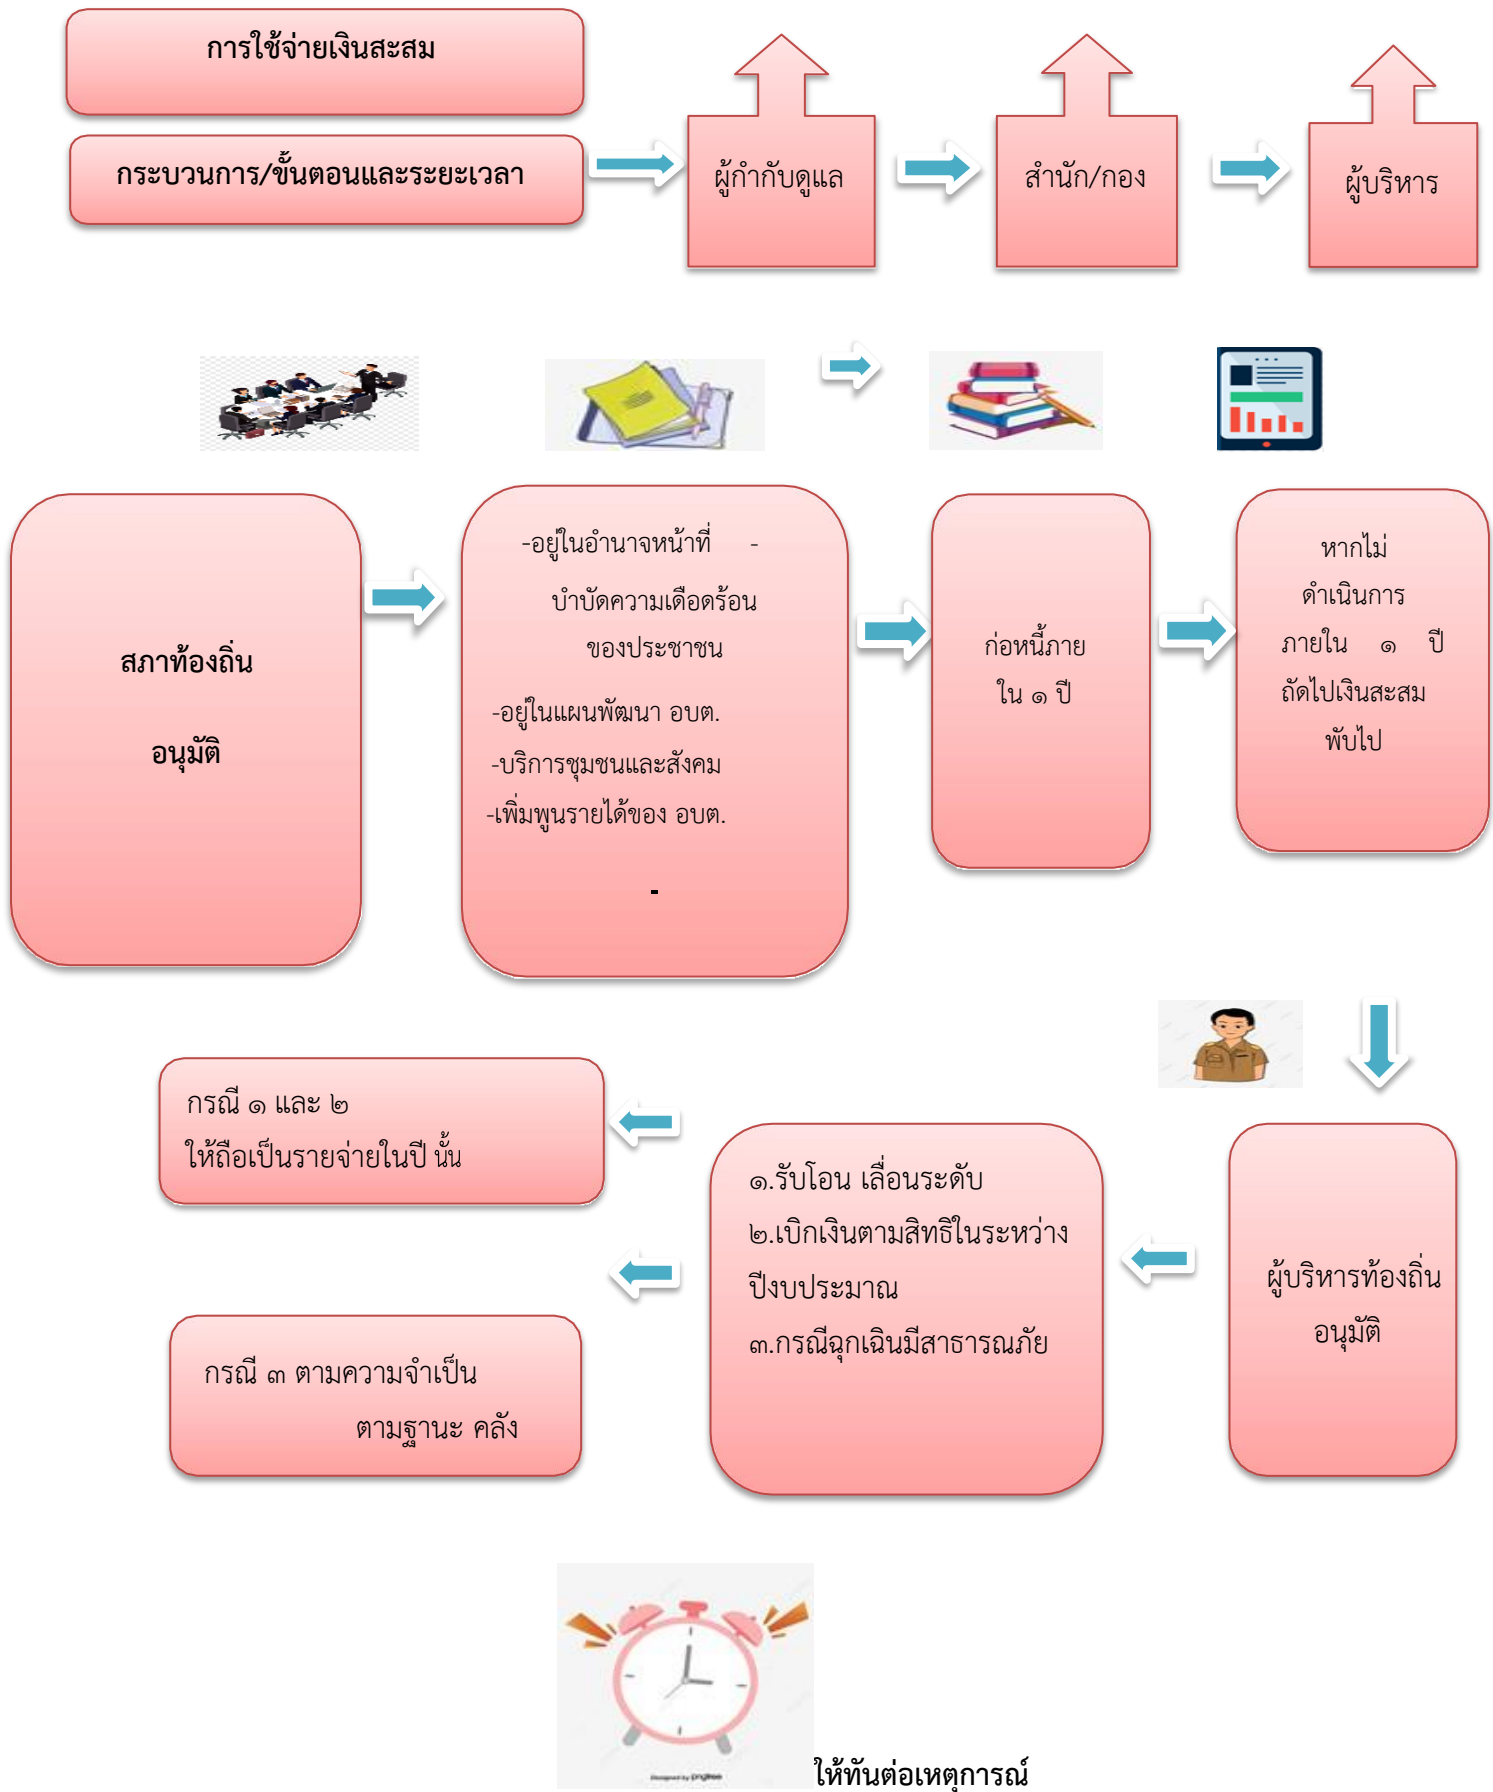 การใช้จ่ายเงินสะสม
กระบวนการ/ขั้นตอนและระยะเวลา
ผู้กำกับดูแล
สำนัก/กอง
ผู้บริหาร
สภาท้องถิ่น
อนุมัติ
-อยู่ในอำนาจหน้าที่ -
บำบัดความเดือดร้อน
ของประชาชน
-อยู่ในแผนพัฒนา อบต.
-บริการชุมชนและสังคม
-เพิ่มพูนรายได้ของ อบต.
-
ก่อหนี้ภาย
ใน ๑ ปี
หากไม่
ดำเนินการ
ภายใน ๑ ปี
ถัดไปเงินสะสม
พับไป
ผู้บริหารท้องถิ่น
อนุมัติ
๑.รับโอน เลื่อนระดับ
๒.เบิกเงินตามสิทธิในระหว่าง
ปีงบประมาณ
๓.กรณีฉุกเฉินมีสาธารณภัย
กรณี ๑ และ ๒
ให้ถือเป็นรายจ่ายในปี นั้น
กรณี ๓ ตามความจำเป็น
ตามฐานะ คลัง
Designed by pngtree
ให้ทันต่อเหตุการณ์